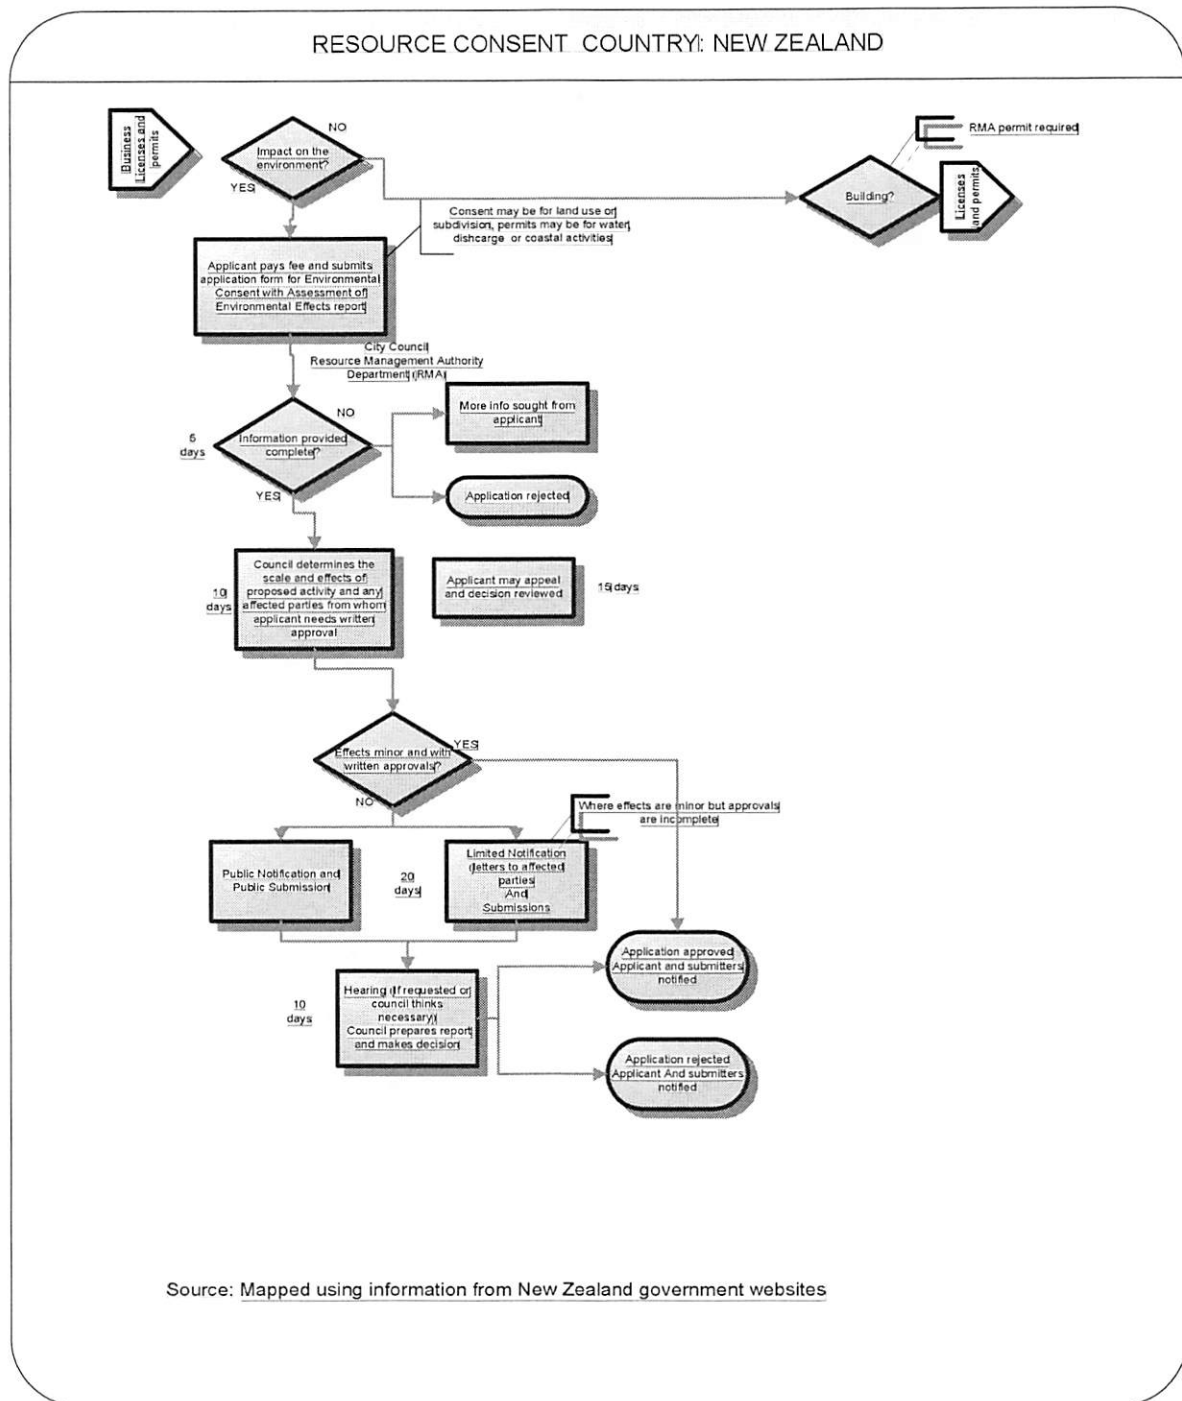 RESOURCE CONSENT COUNTRY: NEW ZEALAND
Business
Licenses and
permits
NO
Impact on the
environment?
YES
RMA permit required
Building?
Licenses
and permits
Consent may be for land use or
subdivision, permits may be for water,
dishcarge or coastal activities
Applicant pays fee and submits
application form for Environmental
Consent with Assessment of
Environmental Effects report
City Council
Resource Management Authority
Department (RMA)
NO
More info sought from
applicant
5
days
Information provided
complete?
YES
Application rejected
10
days
Council determines the
scale and effects of
proposed activity and any
affected parties from whom
applicant needs written
approval
Applicant may appeal
and decision reviewed
15 days
YES
Effects minor and with
written approvals?
NO
Where effects are minor but approvals
are incomplete
Public Notification and
Public Submission
20
days
Limited Notification
(letters to affected
parties
And
Submissions
Application approved
Applicant and submitters
notified
10
days
Hearing (If requested or
council thinks
necessary)
Council prepares report
and makes decision
Application rejected
Applicant And submitters
notified
Source: Mapped using information from New Zealand government websites